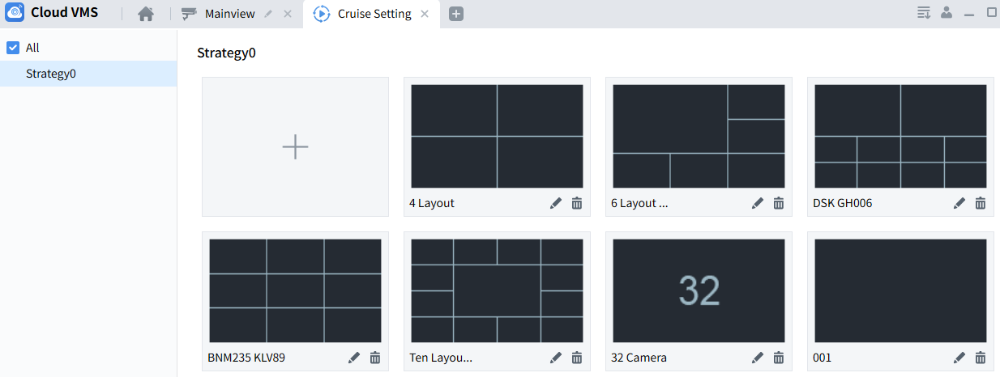 Cloud VMS
Mainview
Cruise Setting
All
Strategy0
Strategy0
4 Layout
6 Layout ...
DSK GH006
BNM235 KLV89
Ten Layou...
32
32 Camera
001